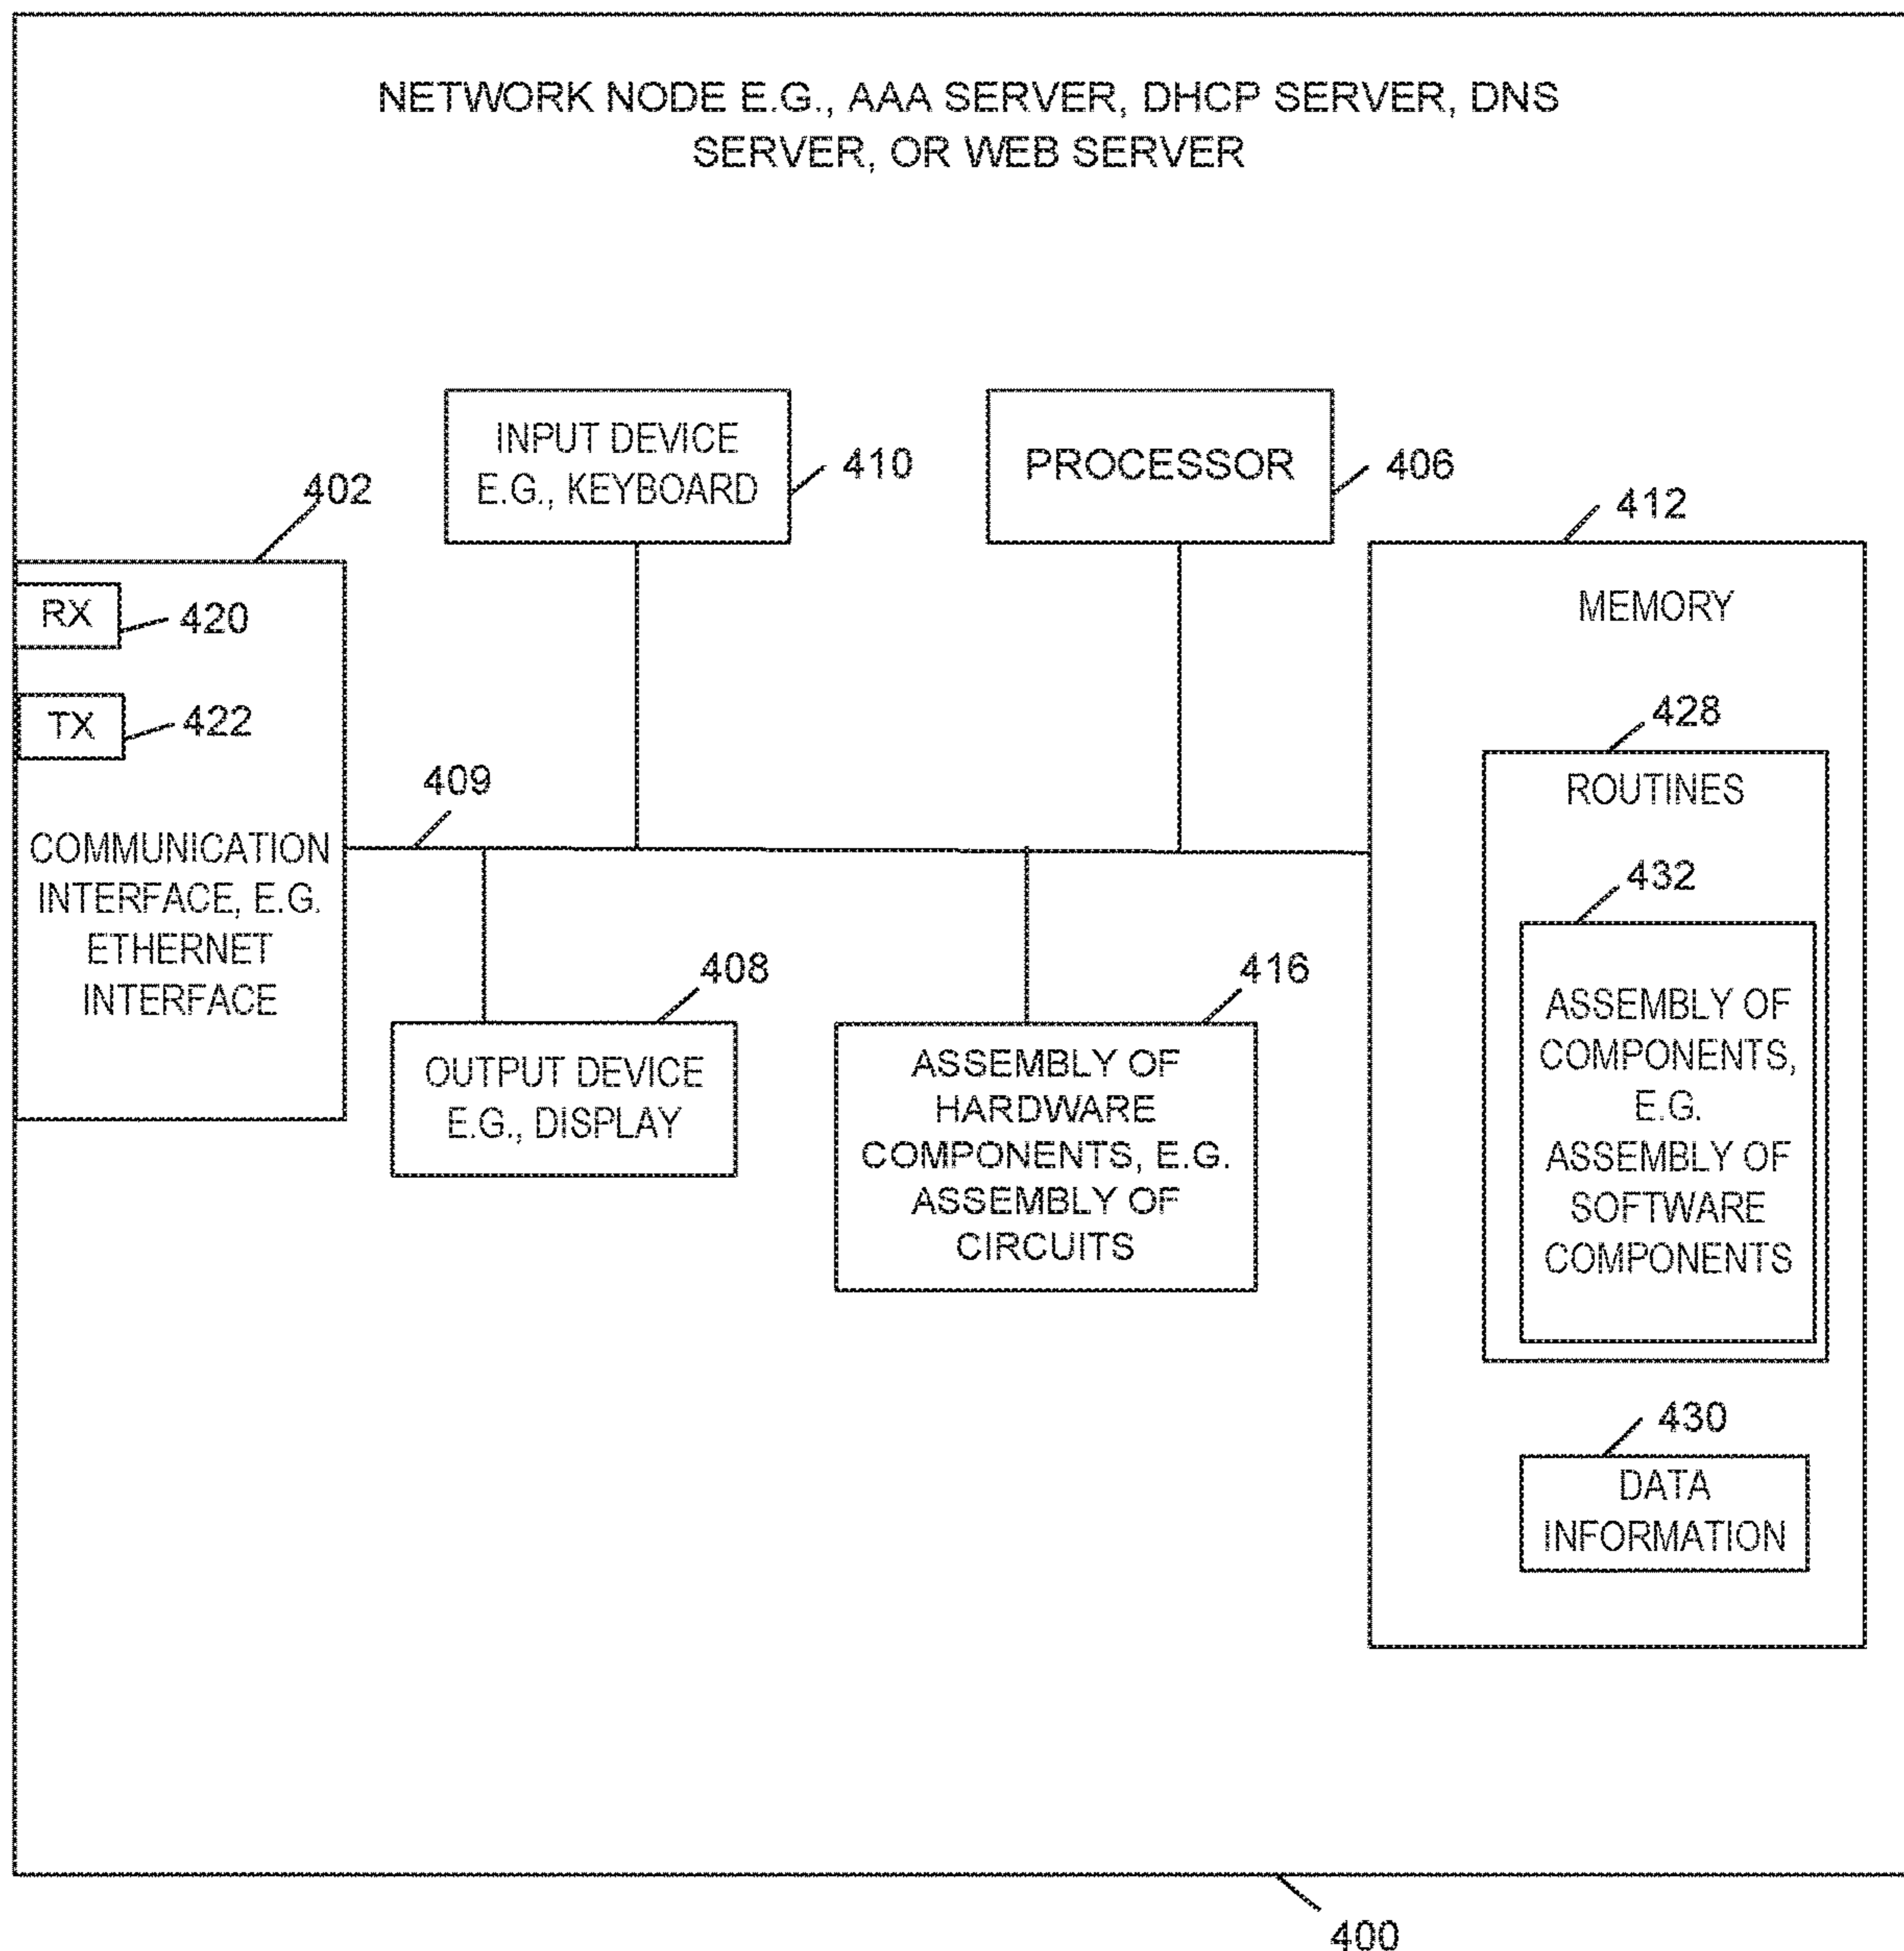 NETWORK NODE E.G., AAA SERVER, DHCP SERVER, DNS
SERVER, OR WEB SERVER
INPUT DEVICE
E.G., KEYBOARD
410
PROCESSOR
406
402
412
RX
420
MEMORY
TX
422
428
409
ROUTINES
COMMUNICATION
INTERFACE, E.G.
ETHERNET
INTERFACE
432
408
416
OUTPUT DEVICE
E.G., DISPLAY
ASSEMBLY OF
HARDWARE
COMPONENTS, E.G.
ASSEMBLY OF
CIRCUITS
ASSEMBLY OF
COMPONENTS,
E.G.
ASSEMBLY OF
SOFTWARE
COMPONENTS
430
DATA
INFORMATION
400